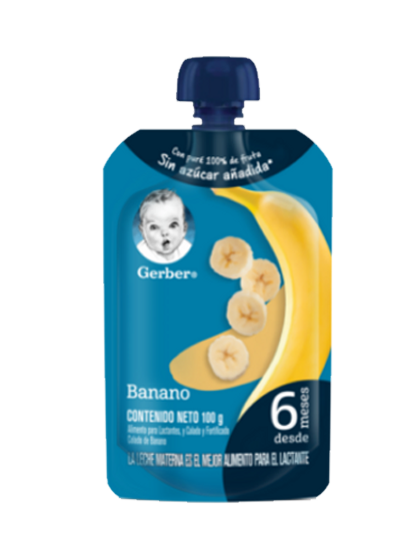 Con puré 100% de fruta
Sin azúcar añadida*
Gerber®
Banano
CONTENIDO NETO 100 g
Alimento para Lactantes, y Colado y Fortificado
Colado de Banano
6 meses
desde
LA LECHE MATERNA ES EL MEJOR ALIMENTO PARA EL LACTANTE